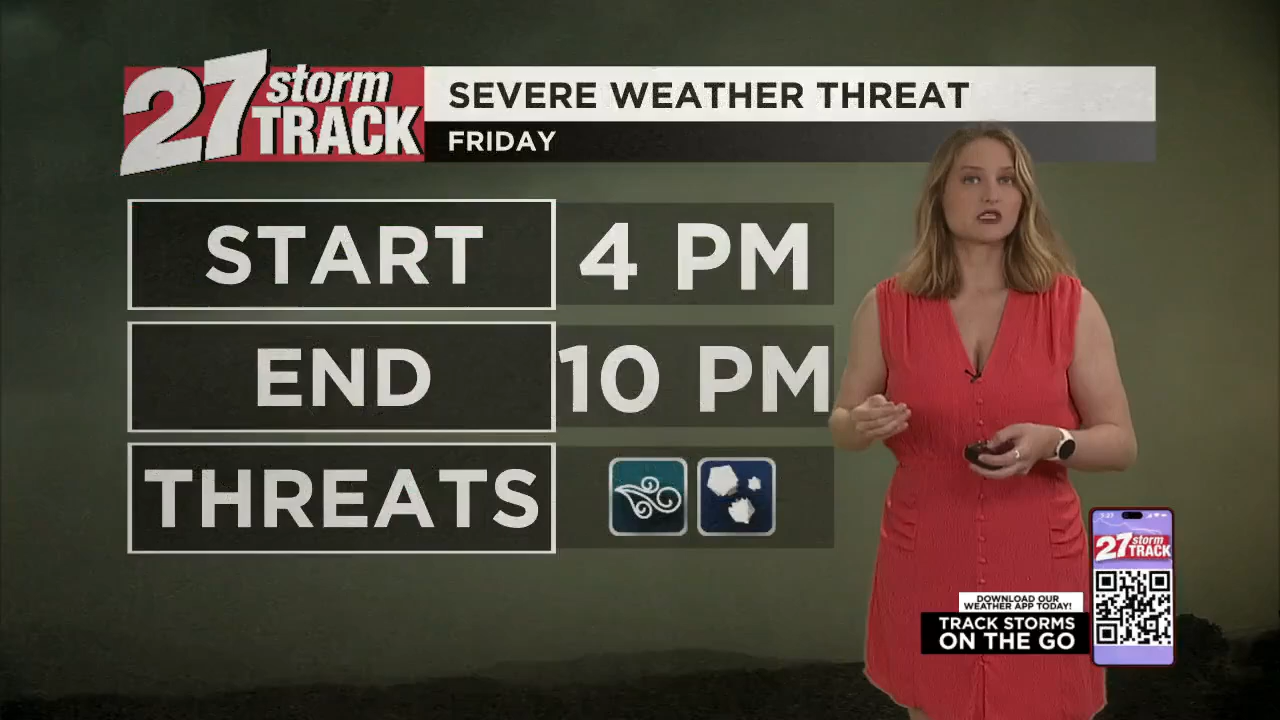 27 storm TRACK
SEVERE WEATHER THREAT
FRIDAY
START 4 PM
END 10 PM
THREATS
27 storm TRACK
DOWNLOAD OUR
WEATHER APP TODAY!
TRACK STORMS
ON THE GO